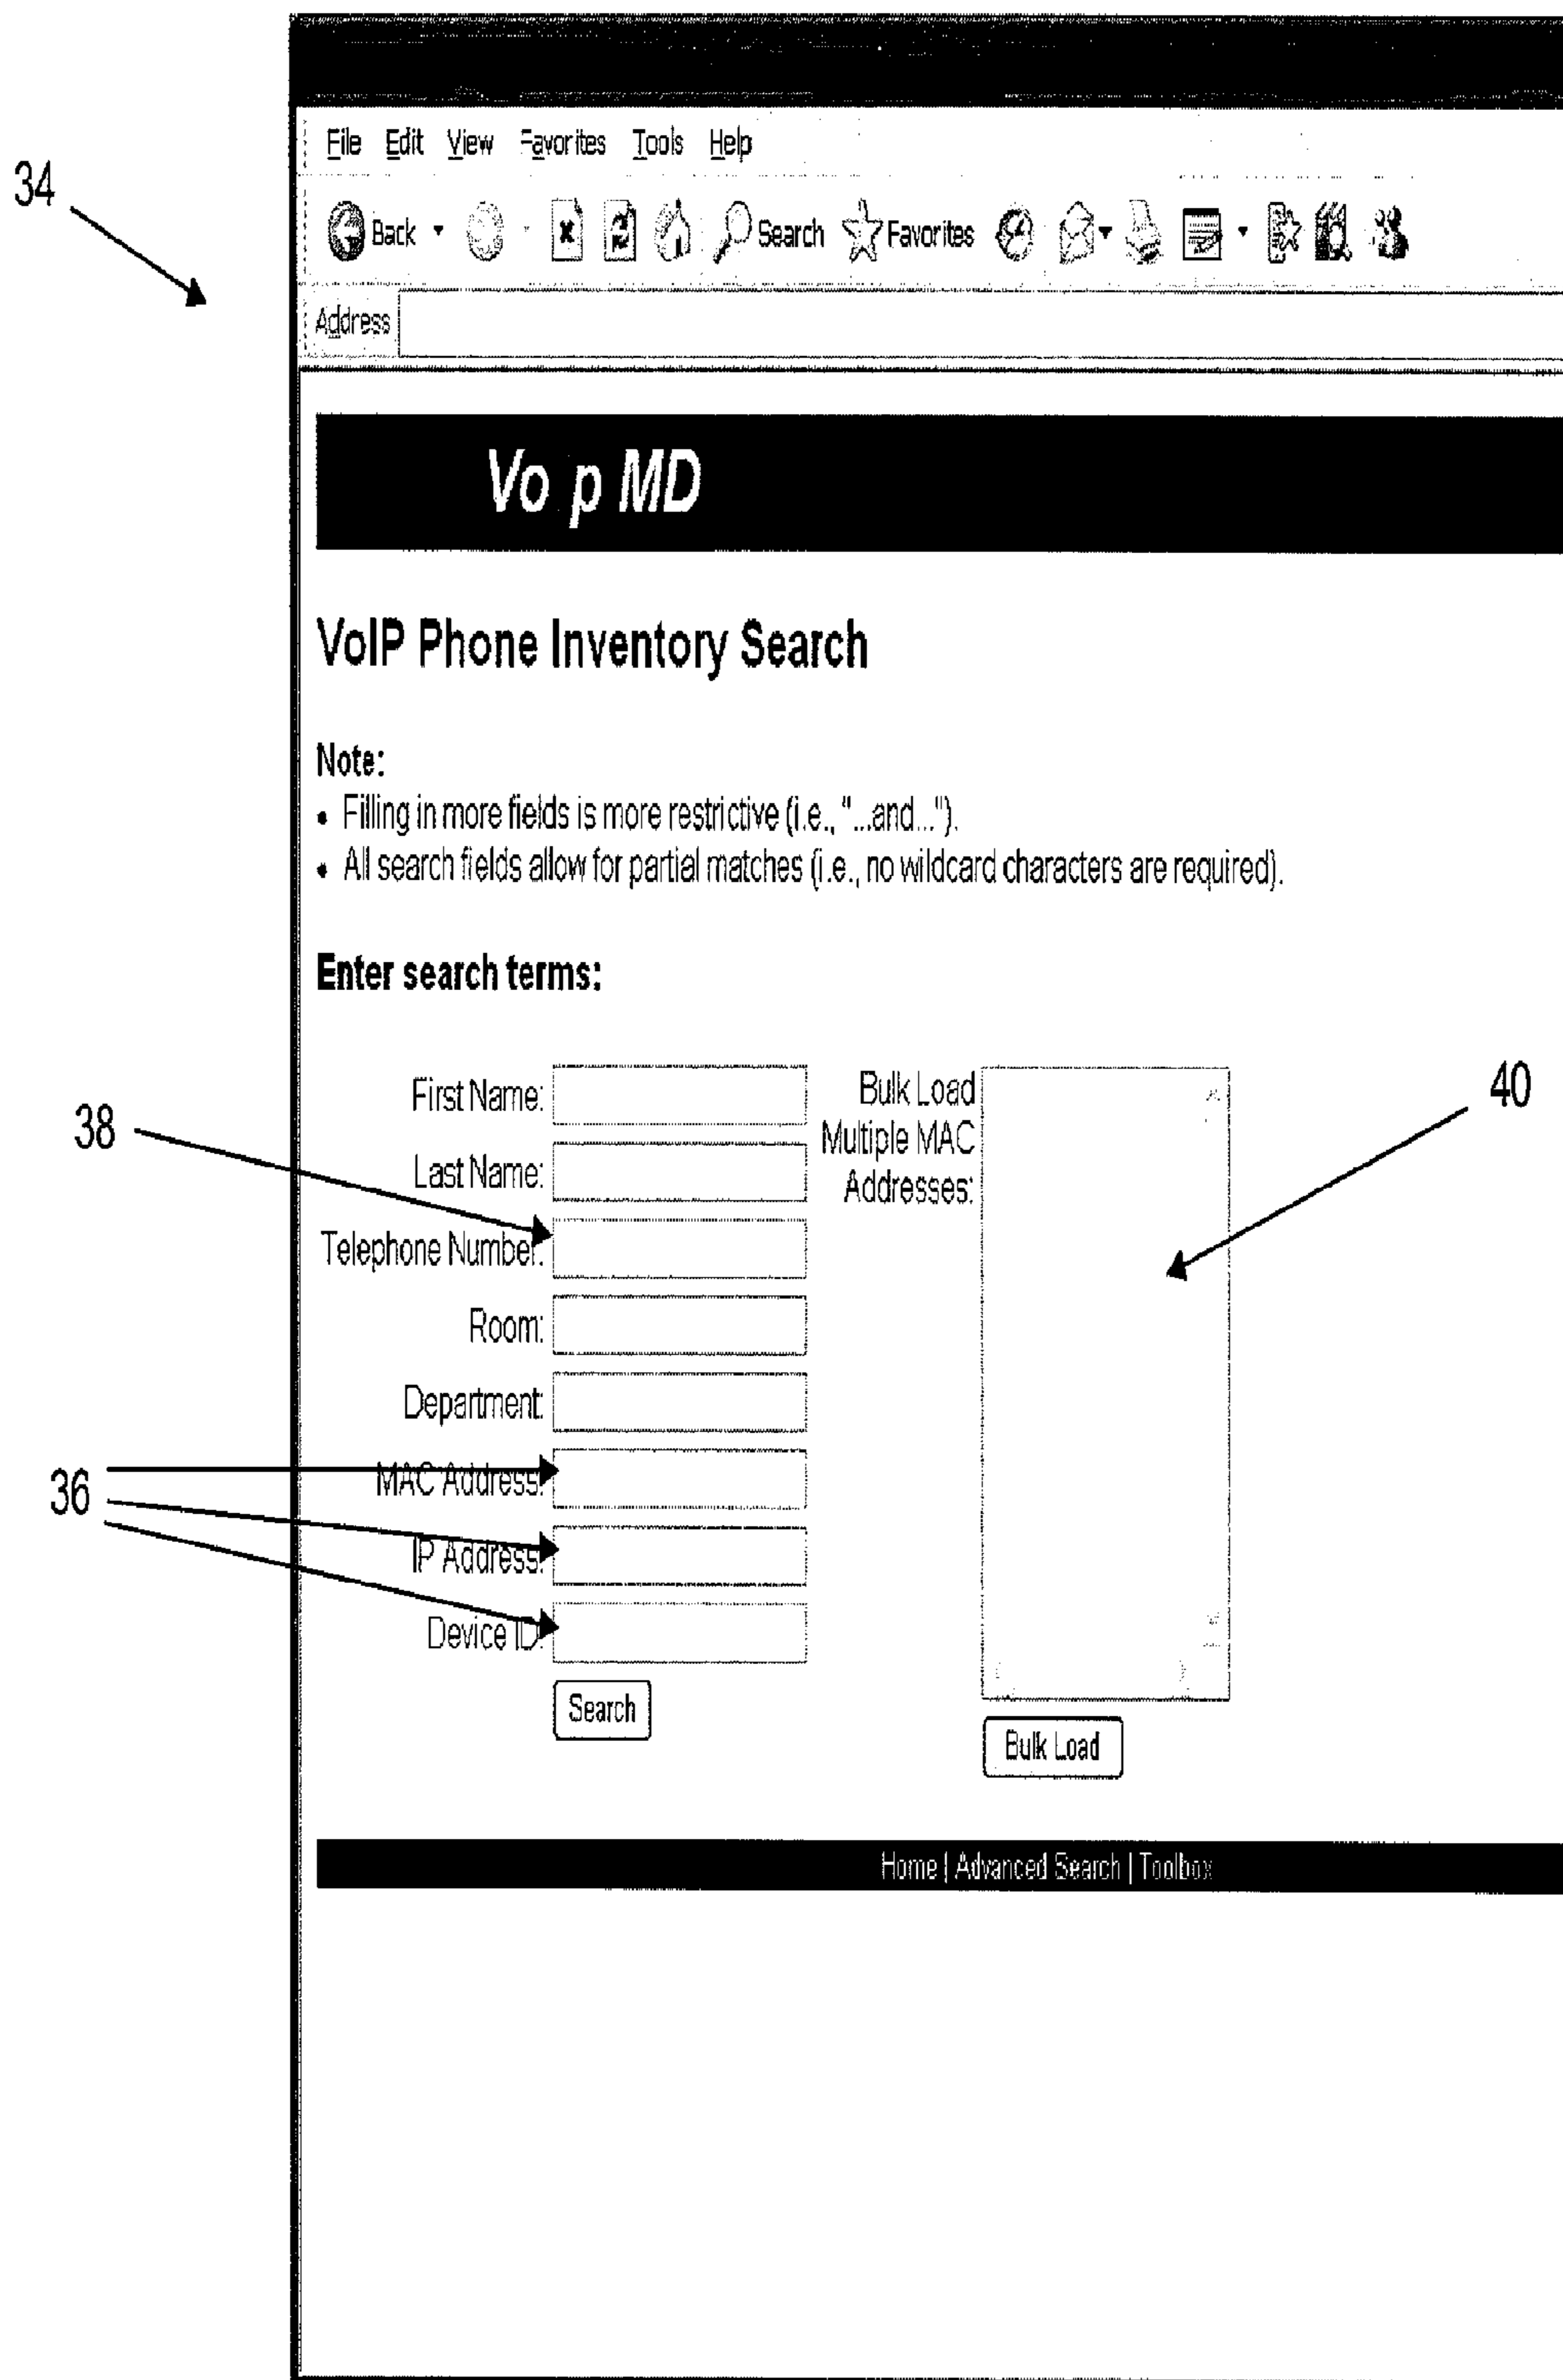 File Edit View Favorites Tools Help
34
Back Search Favorites
Address
Vo p MD
VoIP Phone Inventory Search
Note:
• Filling in more fields is more restrictive (i.e., "...and...").
• All search fields allow for partial matches (i.e., no wildcard characters are required).
Enter search terms:
First Name:
Last Name:
Telephone Number:
Room:
Department:
MAC Address:
IP Address:
Device ID:
Search
Bulk Load
Multiple MAC
Addresses:
Bulk Load
38
36
40
Home | Advanced Search | Toolbox